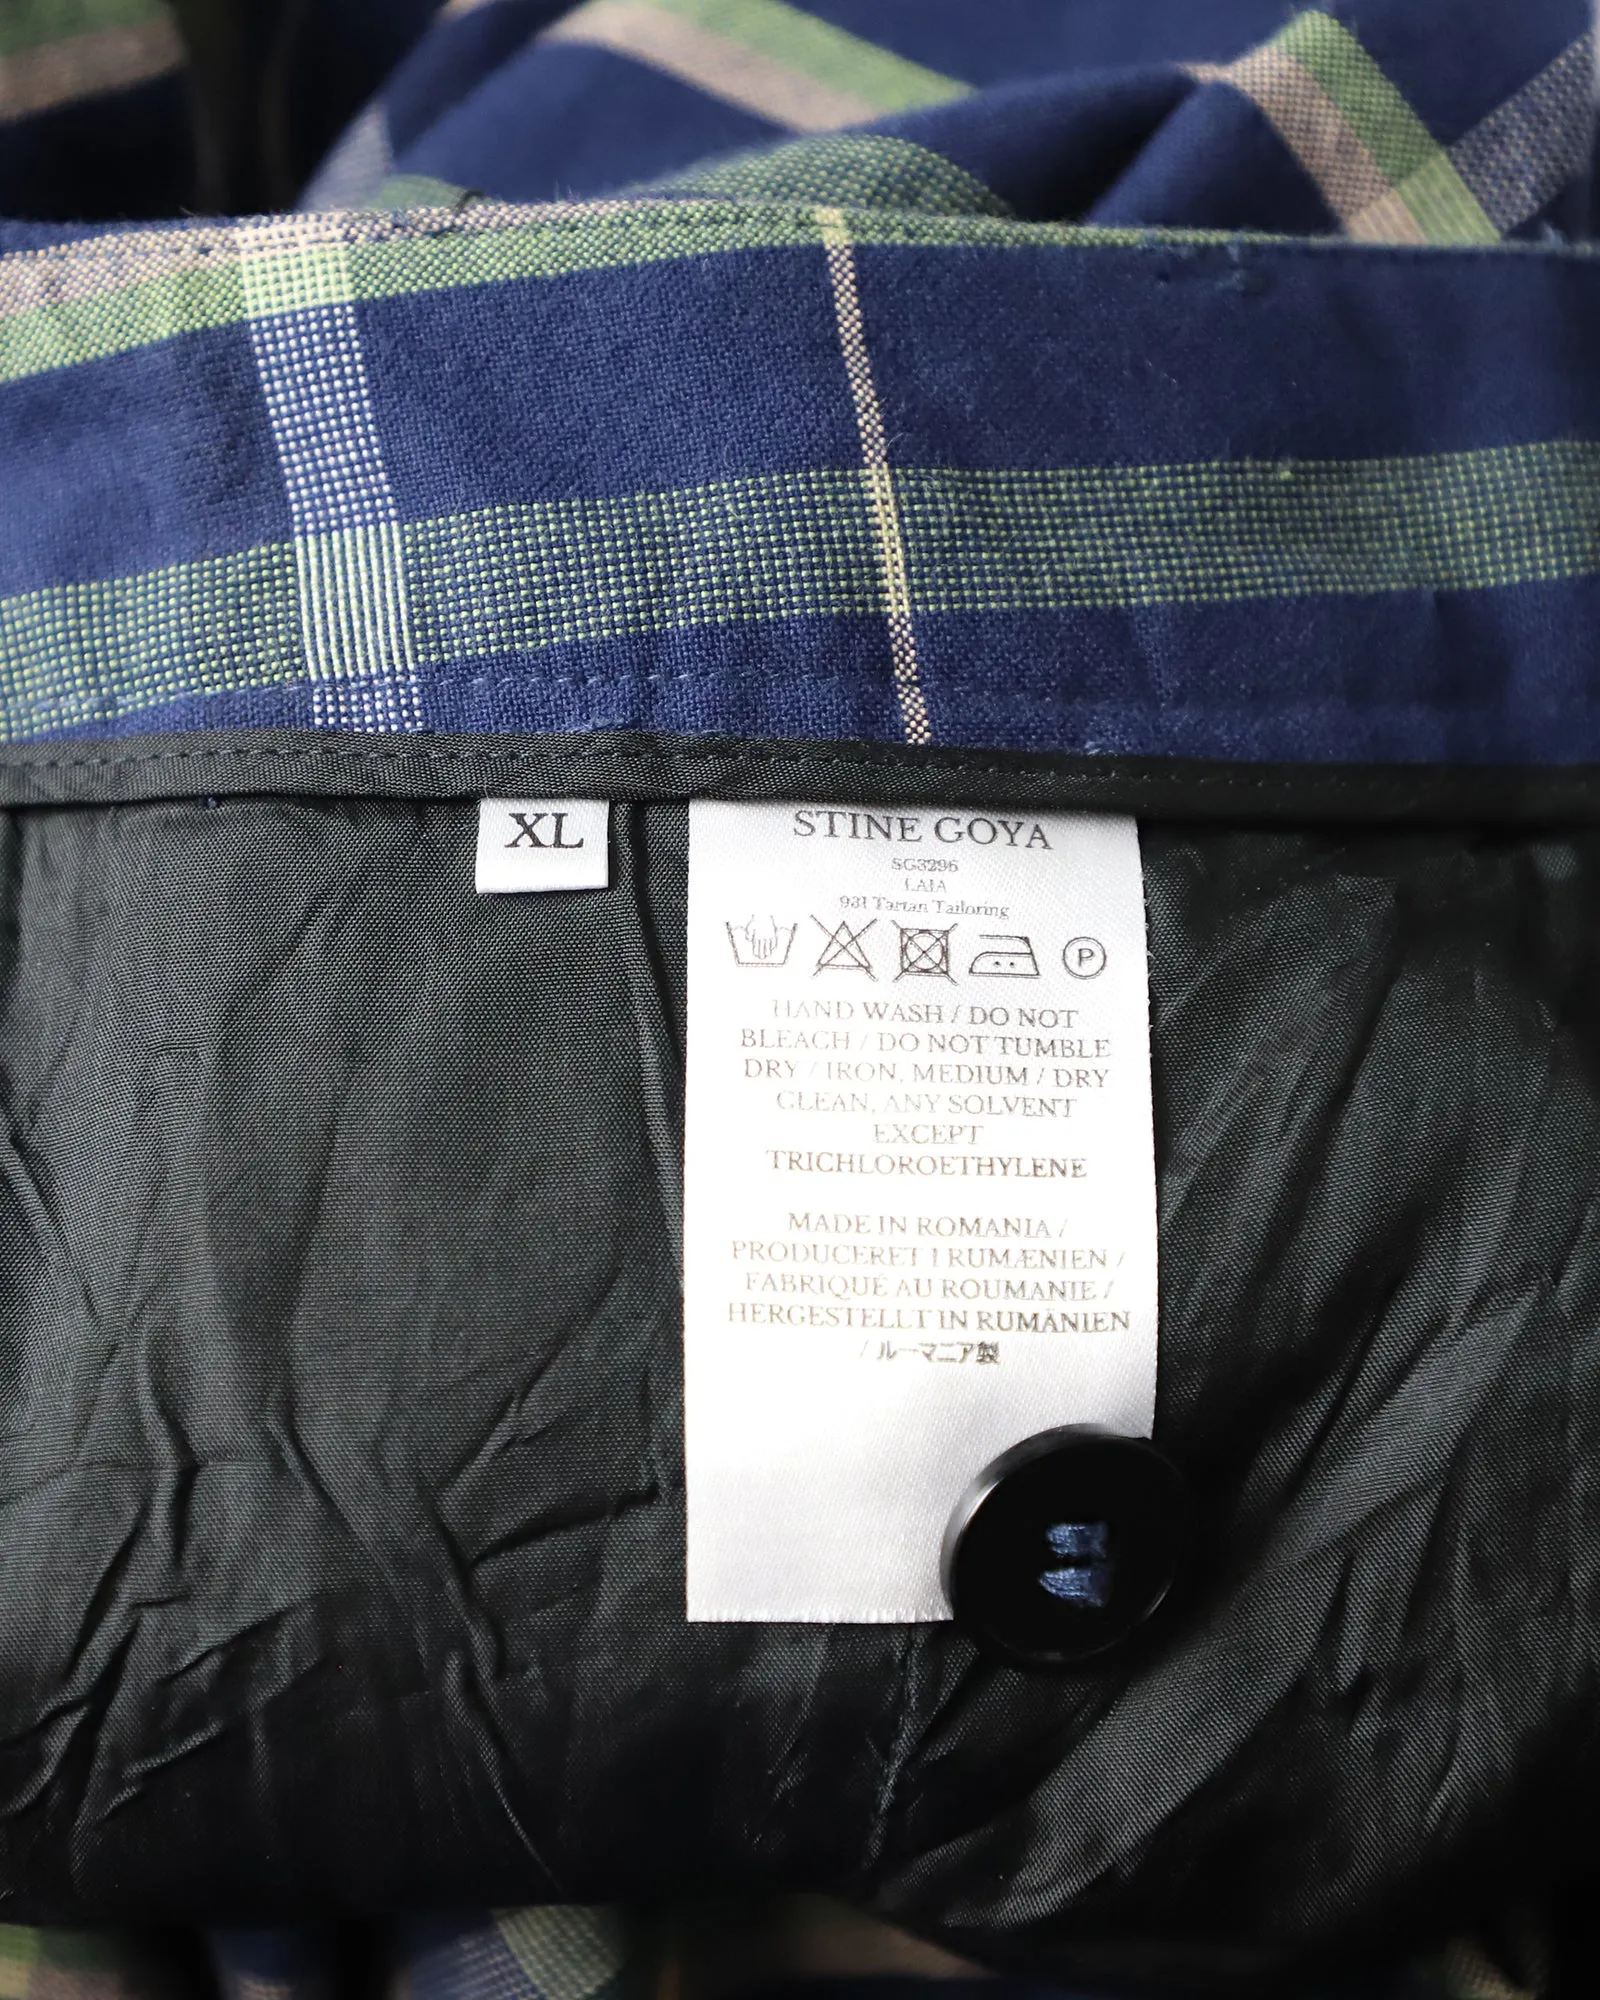 XL
STINE GOYA
SG3296
LAIA
931 Tartan Tailoring
P
HAND WASH / DO NOT
BLEACH / DO NOT TUMBLE
DRY / IRON, MEDIUM / DRY
CLEAN, ANY SOLVENT
EXCEPT
TRICHLOROETHYLENE
MADE IN ROMANIA /
PRODUCERET I RUMÆNIEN /
FABRIQUÉ AU ROUMANIE /
HERGESTELLT IN RUMÄNIEN
/ ルーマニア製